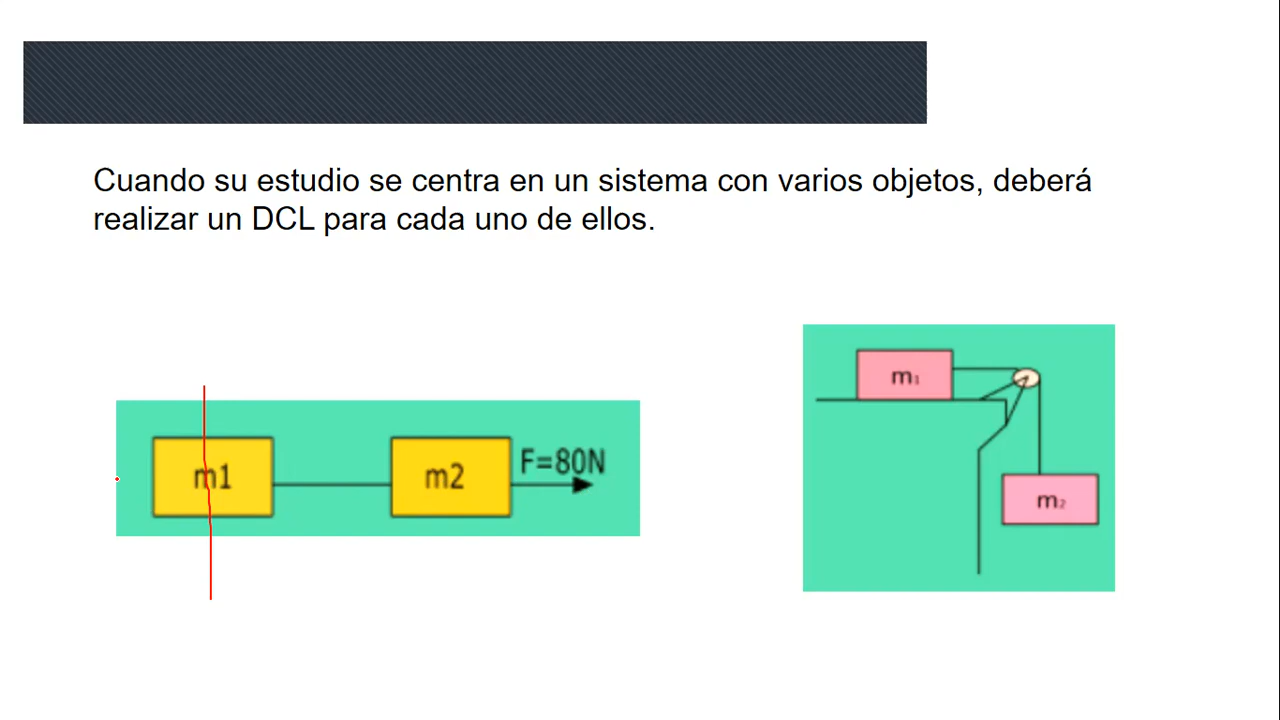 Cuando su estudio se centra en un sistema con varios objetos, deberá
realizar un DCL para cada uno de ellos.
m1
m2
F=80N
m₁
m₂